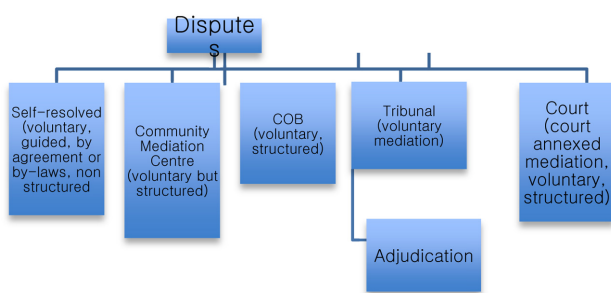 Dispute
s
Self-resolved
(voluntary,
guided, by
agreement or
by-laws, non
structured
Community
Mediation
Centre
(voluntary but
structured)
COB
(voluntary,
structured)
Tribunal
(voluntary
mediation)
Court
(court
annexed
mediation,
voluntary,
structured)
Adjudication